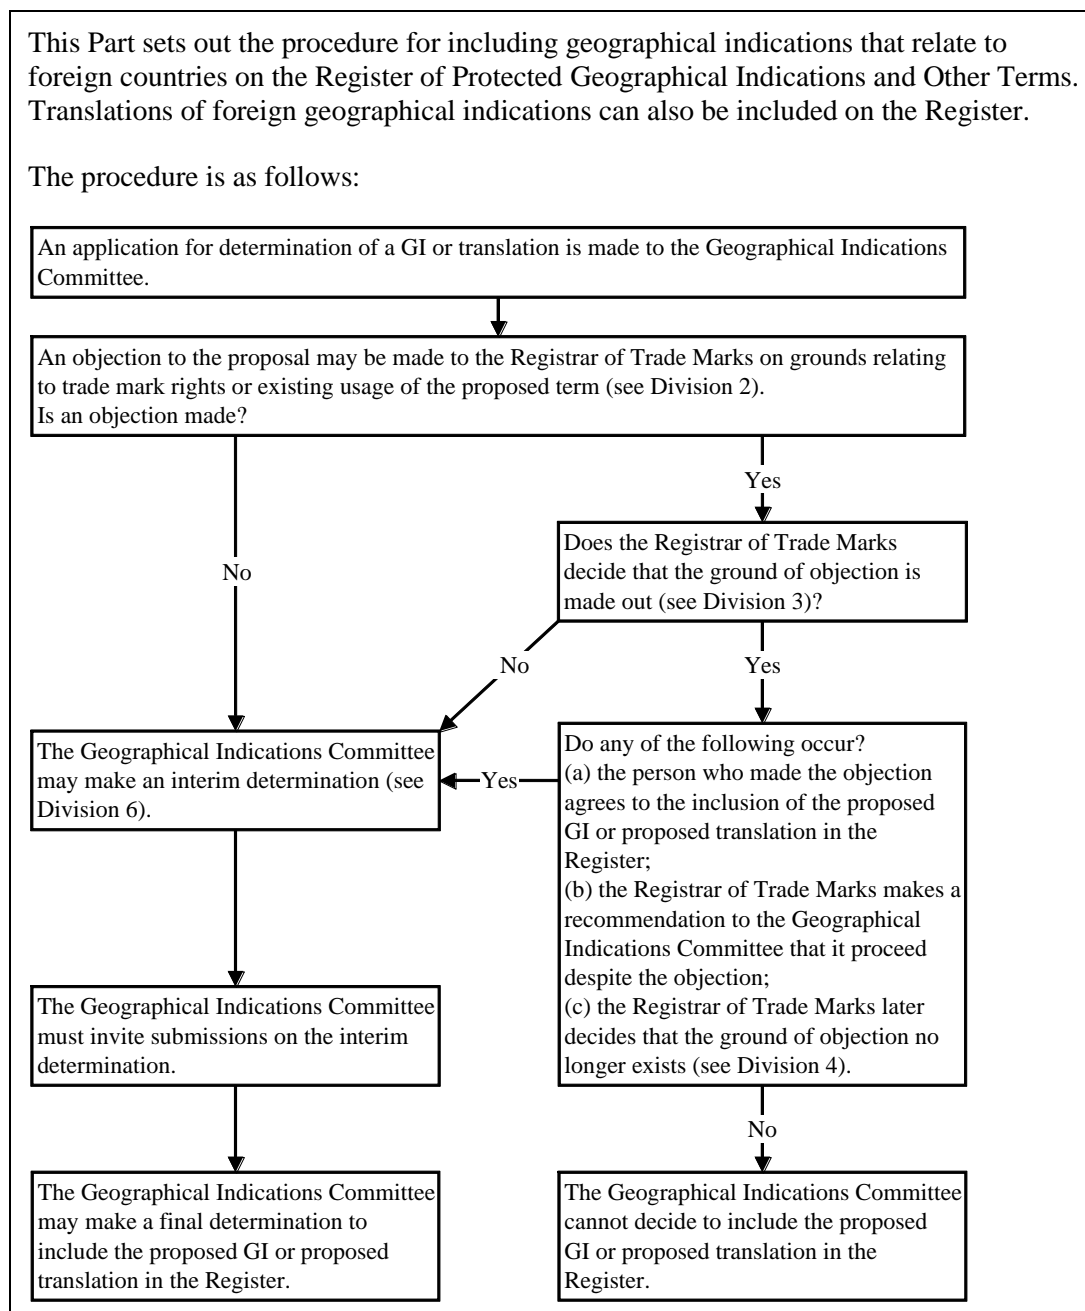 This Part sets out the procedure for including geographical indications that relate to
foreign countries on the Register of Protected Geographical Indications and Other Terms.
Translations of foreign geographical indications can also be included on the Register.
The procedure is as follows:
An application for determination of a GI or translation is made to the Geographical Indications
Committee.
An objection to the proposal may be made to the Registrar of Trade Marks on grounds relating
to trade mark rights or existing usage of the proposed term (see Division 2).
Is an objection made?
Yes
No
Does the Registrar of Trade Marks
decide that the ground of objection is
made out (see Division 3)?
No
Yes
The Geographical Indications Committee
may make an interim determination (see
Division 6).
Yes
Do any of the following occur?
(a) the person who made the objection
agrees to the inclusion of the proposed
GI or proposed translation in the
Register;
(b) the Registrar of Trade Marks makes a
recommendation to the Geographical
Indications Committee that it proceed
despite the objection;
(c) the Registrar of Trade Marks later
decides that the ground of objection no
longer exists (see Division 4).
The Geographical Indications Committee
must invite submissions on the interim
determination.
No
The Geographical Indications Committee
may make a final determination to
include the proposed GI or proposed
translation in the Register.
The Geographical Indications Committee
cannot decide to include the proposed
GI or proposed translation in the
Register.